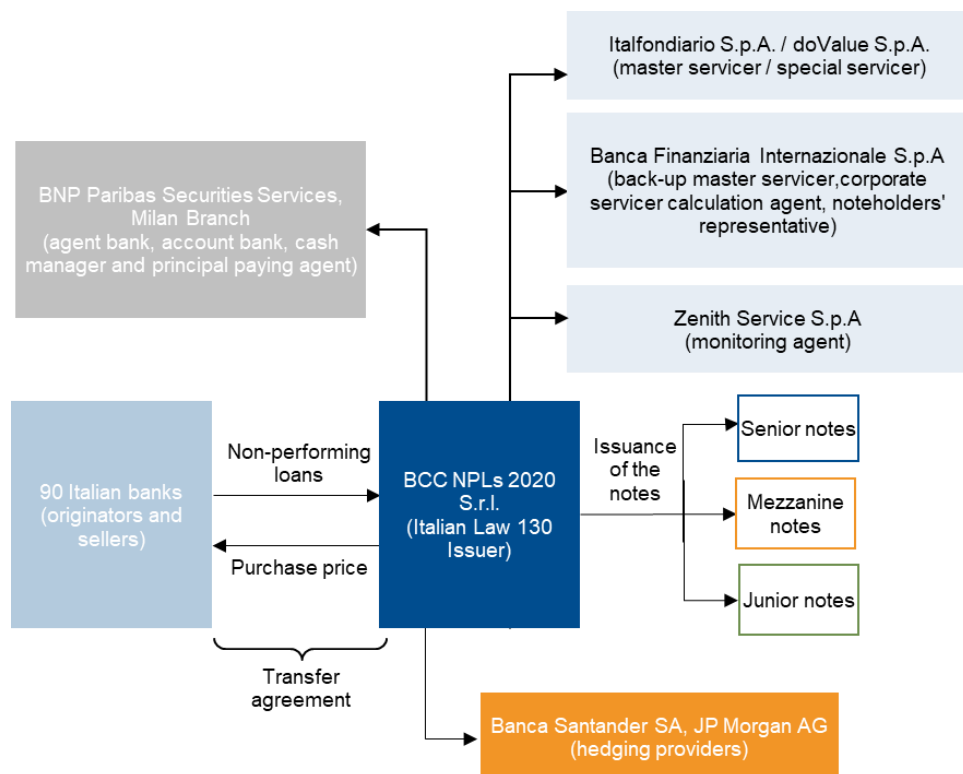 Italfondiario S.p.A. / doValue S.p.A.
(master servicer / special servicer)
Banca Finanziaria Internazionale S.p.A
(back-up master servicer,corporate
servicer calculation agent, noteholders'
representative)
BNP Paribas Securities Services,
Milan Branch
(agent bank, account bank, cash
manager and principal paying agent)
Zenith Service S.p.A
(monitoring agent)
90 Italian banks
(originators and
sellers)
Non-performing
loans
Purchase price
Transfer
agreement
BCC NPLs 2020
S.r.l.
(Italian Law 130
Issuer)
Issuance
of the
notes
Senior notes
Mezzanine
notes
Junior notes
Banca Santander SA, JP Morgan AG
(hedging providers)